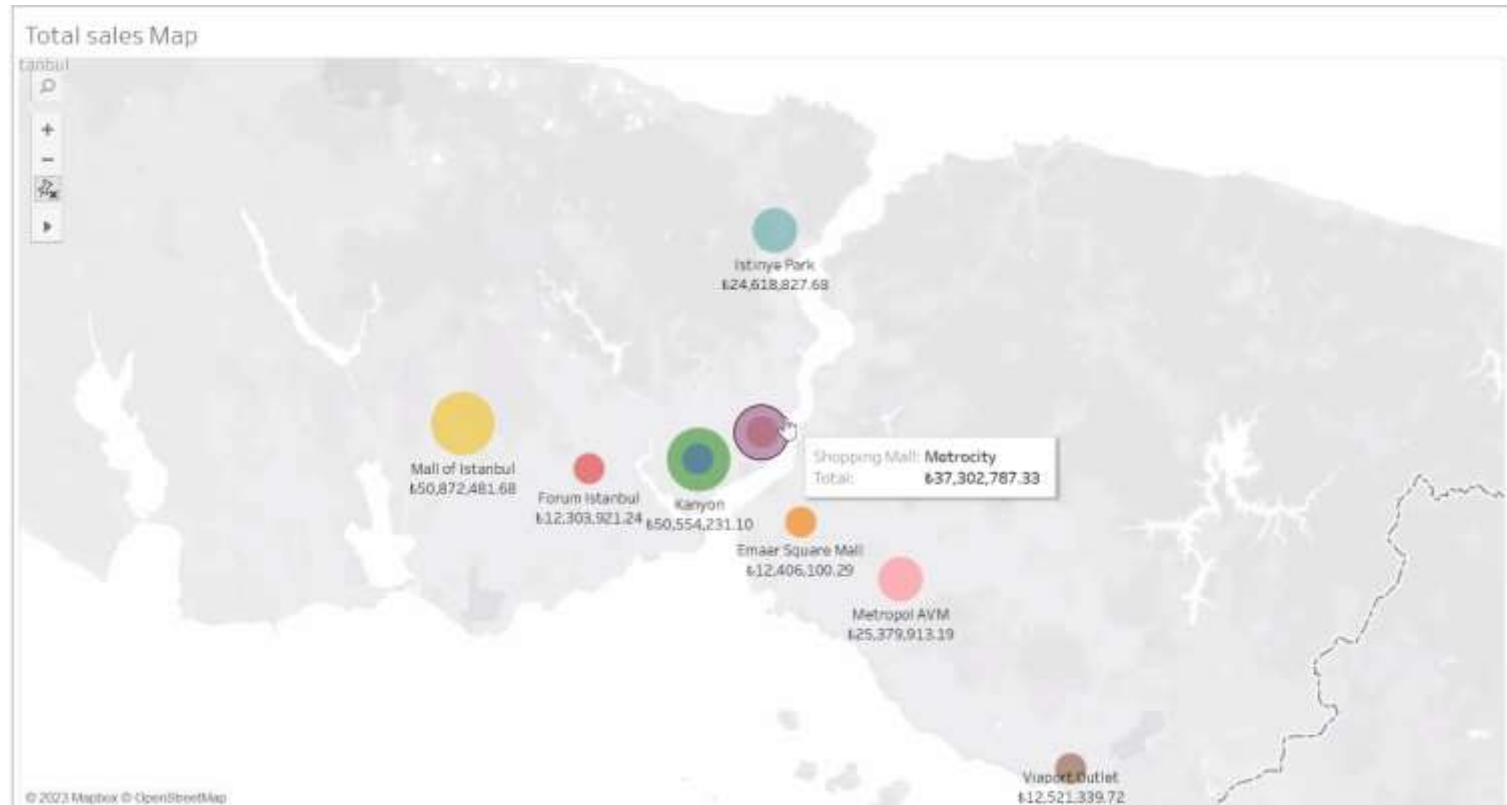 Total sales Map
tanbul
Istinye Park
₺24,618,827.68
Mall of Istanbul
₺50,872,481.68
Forum Istanbul
₺12,303,921.24
Kanyon
₺50,554,231.10
Shopping Mall: Metrocity
Total: ₺37,302,787.33
Emaar Square Mall
₺12,406,100.29
Metropol AVM
₺25,379,913.19
Viaport Outlet
₺12,521,339.72
© 2023 Mapbox © OpenStreetMap